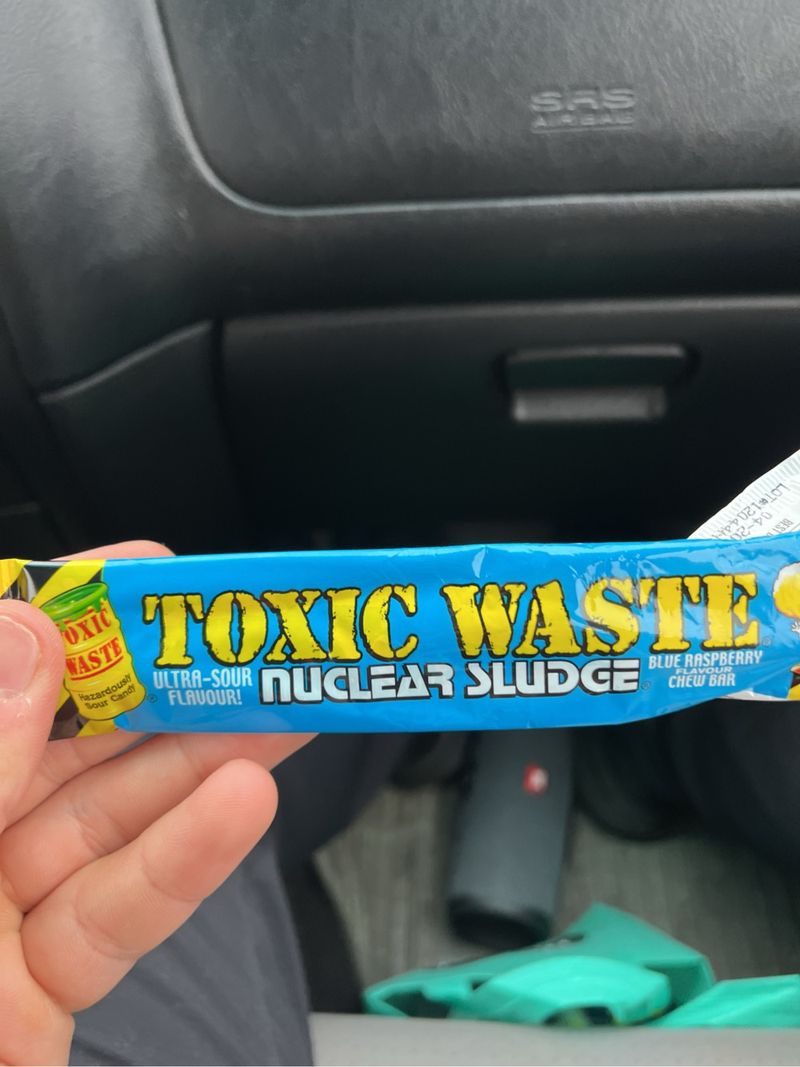 SRS
AIRBAG
TOXIC WASTE
NUCLEAR SLUDGE
ULTRA-SOUR
FLAVOUR!
BLUE RASPBERRY
FLAVOUR
CHEW BAR
TOXIC
WASTE
Hazardously
Sour Candy